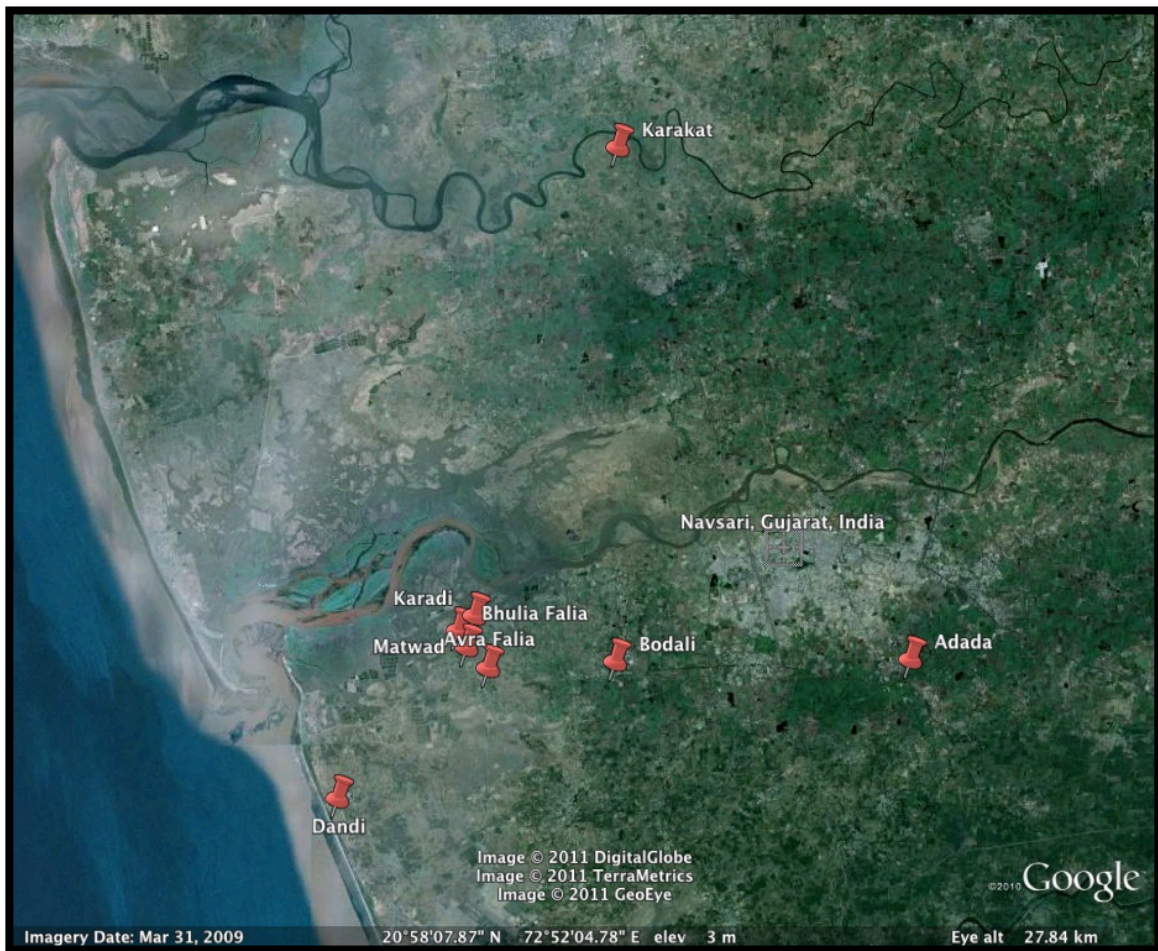 Karakat
Navsari, Gujarat, India
Karadi
Bhulia Falia
Avra Falia
Matwad
Bodali
Adada
Dandi
Image © 2011 DigitalGlobe
Image © 2011 TerraMetrics
Image © 2011 GeoEye
©2010 Google
Imagery Date: Mar 31, 2009 20°58'07.87" N 72°52'04.78" E elev 3 m Eye alt 27.84 km